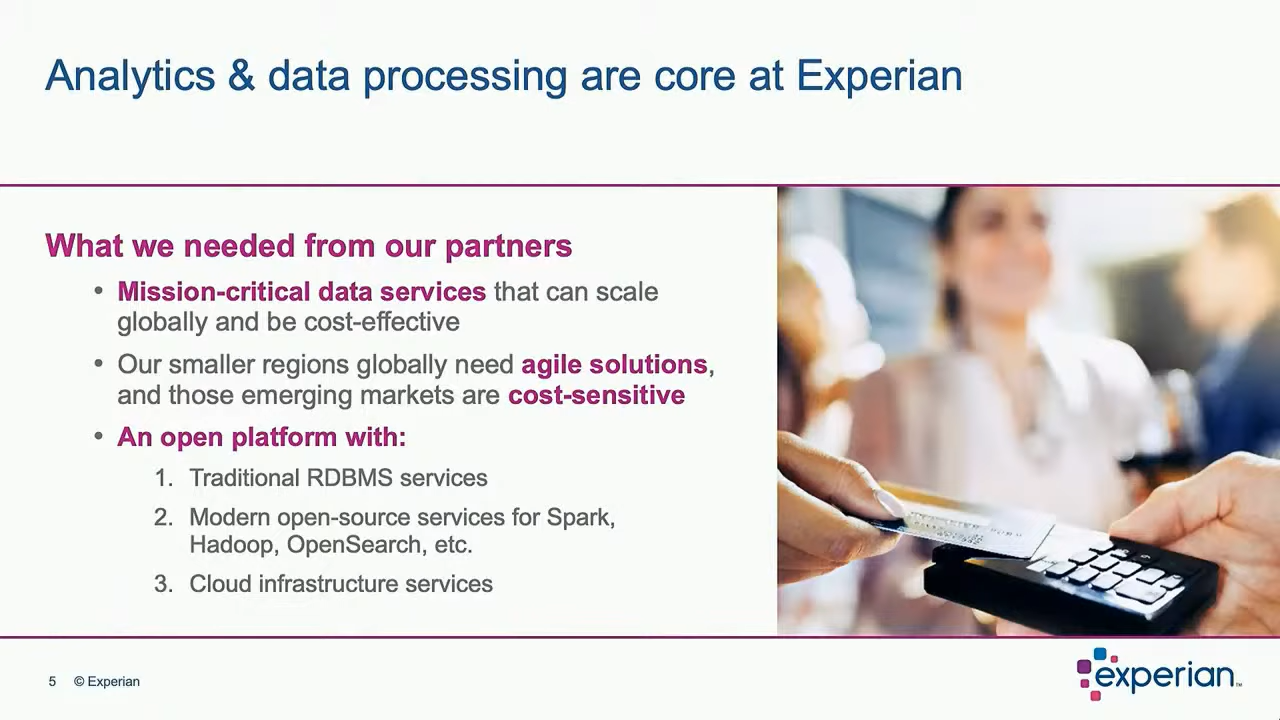 Analytics & data processing are core at Experian
What we needed from our partners
• Mission-critical data services that can scale
globally and be cost-effective
• Our smaller regions globally need agile solutions,
and those emerging markets are cost-sensitive
• An open platform with:
1. Traditional RDBMS services
2. Modern open-source services for Spark,
Hadoop, OpenSearch, etc.
3. Cloud infrastructure services
5 © Experian
experian™